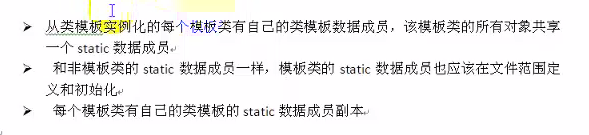 ➢ 从类模板实例化的每个模板类有自己的类模板数据成员，该模板类的所有对象共享
一个 static 数据成员
➢ 和非模板类的 static 数据成员一样，模板类的 static 数据成员也应该在文件范围定
义和初始化
➢ 每个模板类有自己的类模板的 static 数据成员副本